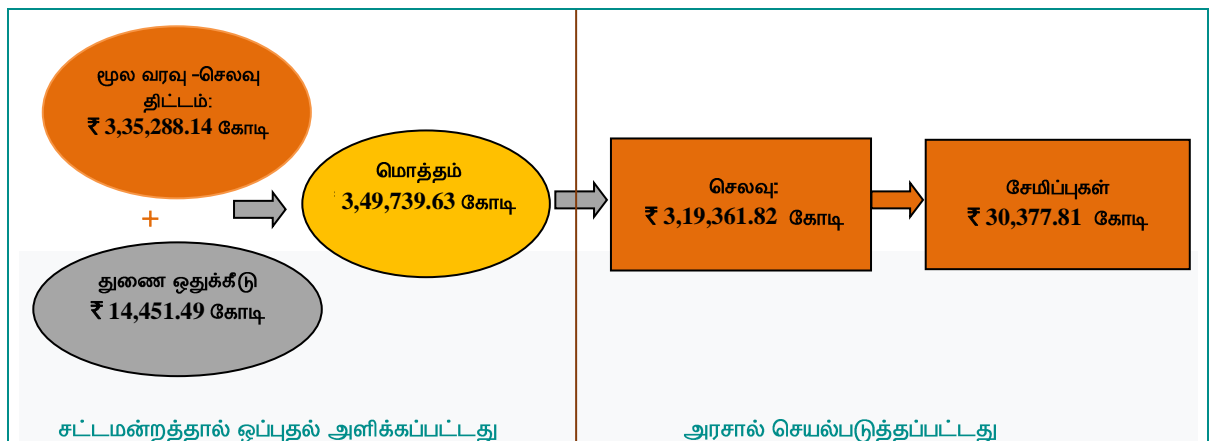 மூல வரவு -செலவு
திட்டம்:
₹ 3,35,288.14 கோடி
+
துணை ஒதுக்கீடு
₹ 14,451.49 கோடி
மொத்தம்
3,49,739.63 கோடி
செலவு:
₹ 3,19,361.82 கோடி
சேமிப்புகள்
₹ 30,377.81 கோடி
சட்டமன்றத்தால் ஒப்புதல் அளிக்கப்பட்டது
அரசால் செயல்படுத்தப்பட்டது